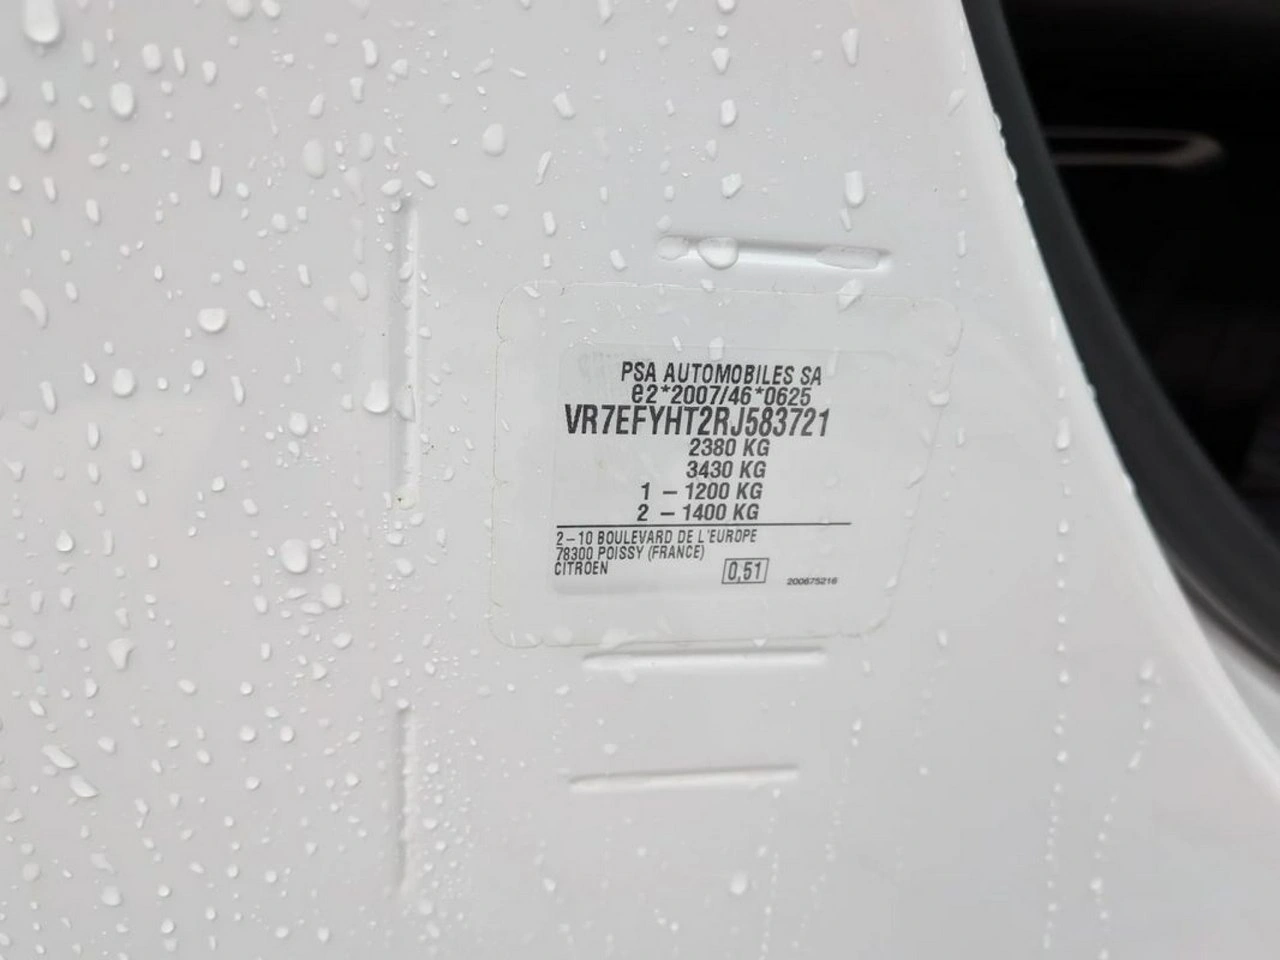 PSA AUTOMOBILES SA
e2*2007/46*0625
VR7EFYHT2RJ583721
2380 KG
3430 KG
1 – 1200 KG
2 – 1400 KG
2–10 BOULEVARD DE L'EUROPE
78300 POISSY (FRANCE)
CITROEN
0,51
200675216